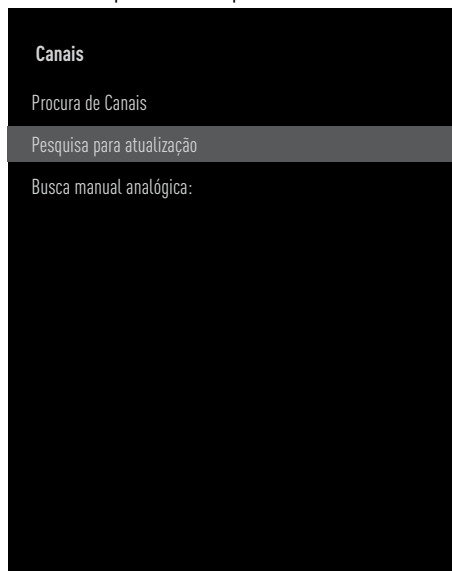 Canais
Procura de Canais
Pesquisa para atualização
Busca manual analógica: